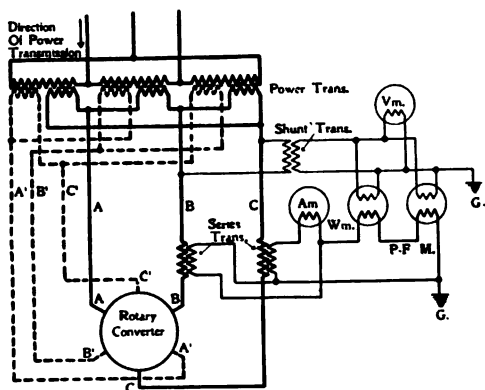 Direction
Of Power
Transmission
Power Trans.
Vm.
Shunt Trans.
A'
B'
C'
A
B
C
Am
Wm.
P.F M.
G.
Series
Trans.
G.
C'
A
B
Rotary
Converter
B'
A'
C